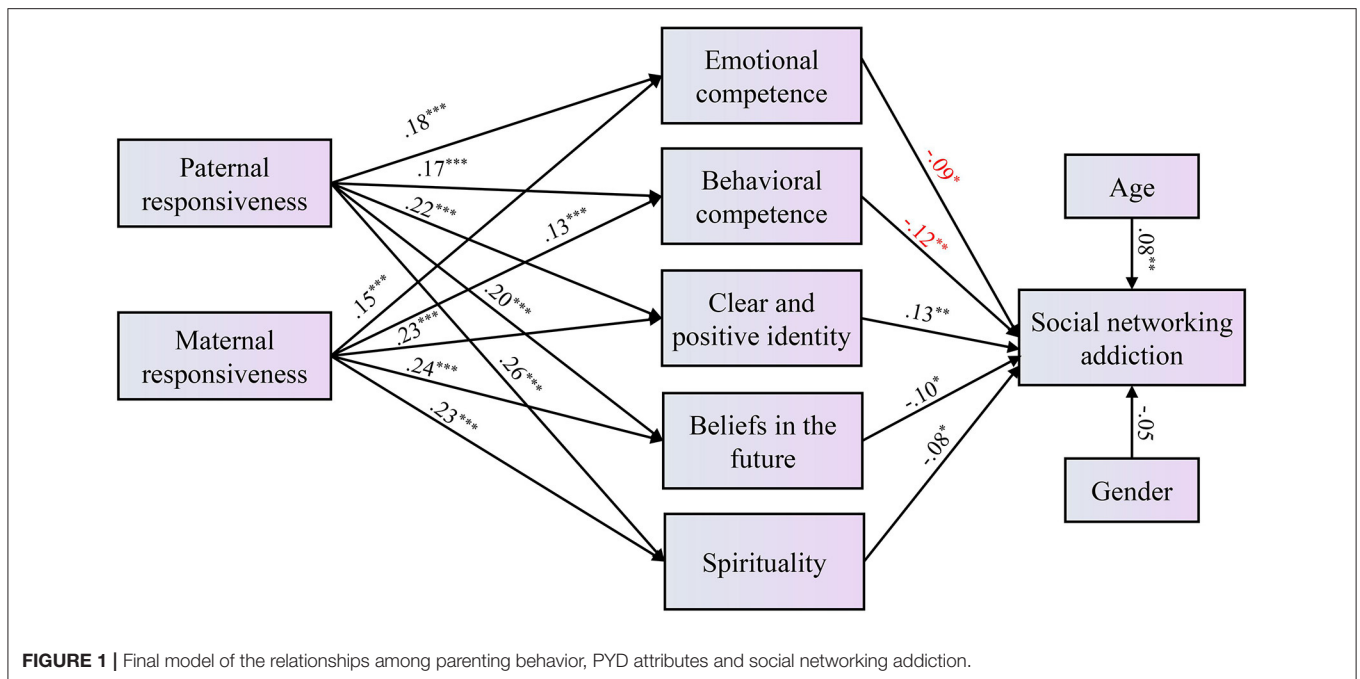 Emotional
competence
.18***
-.09*
Paternal
responsiveness
.17***
Behavioral
competence
Age
.22***
.13***
-.12**
.08**
.15***
.20***
Clear and
positive identity
.13**
Social networking
addiction
Maternal
responsiveness
.23***
.24***
.26***
-.10*
.23***
Beliefs in the
future
-.08*
-.05
Gender
Spirituality
FIGURE 1 | Final model of the relationships among parenting behavior, PYD attributes and social networking addiction.